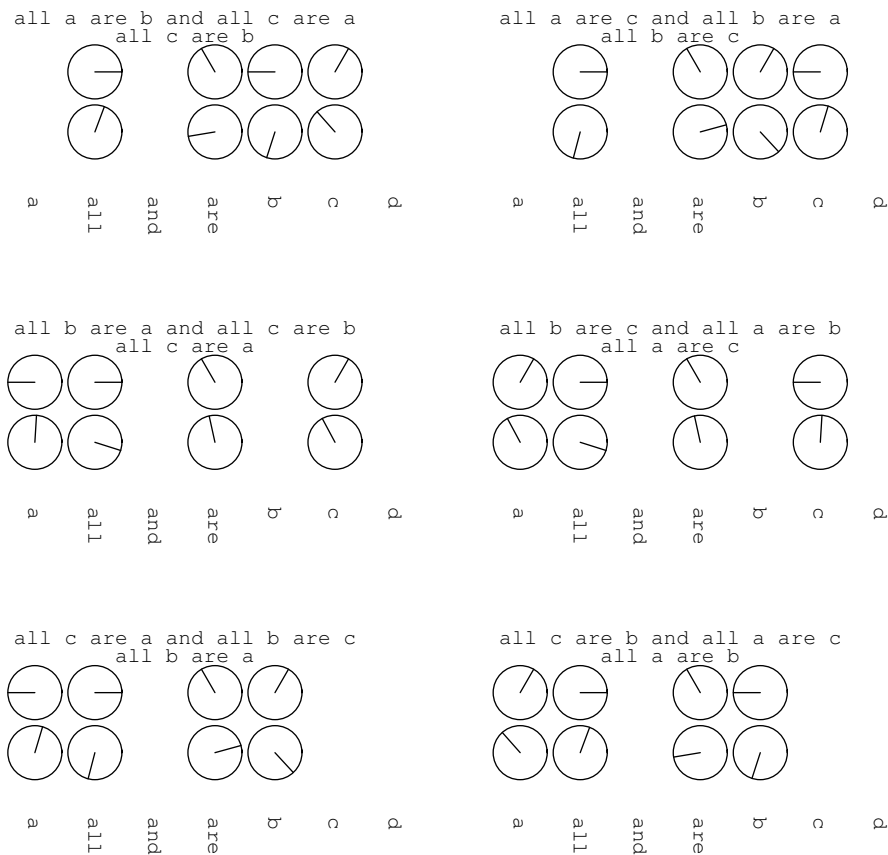 all a are b and all c are a
all c are b
a all and are b c d
all a are c and all b are a
all b are c
a all and are b c d
all b are a and all c are b
all c are a
a all and are b c d
all b are c and all a are b
all a are c
a all and are b c d
all c are a and all b are c
all b are a
a all and are b c d
all c are b and all a are c
all a are b
a all and are b c d